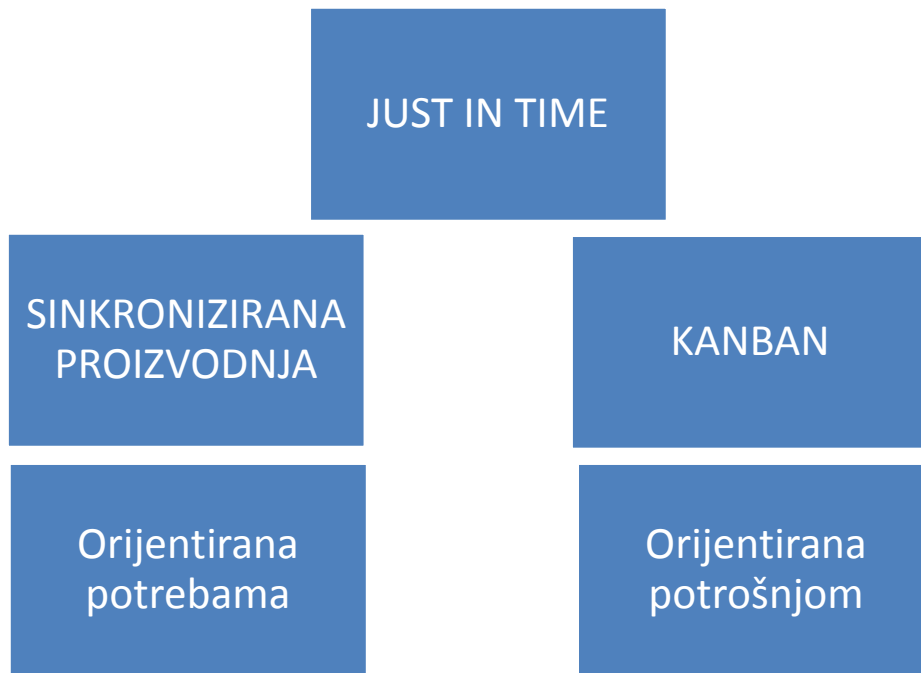 JUST IN TIME
SINKRONIZIRANA
PROIZVODNJA
KANBAN
Orijentirana
potrebama
Orijentirana
potrošnjom